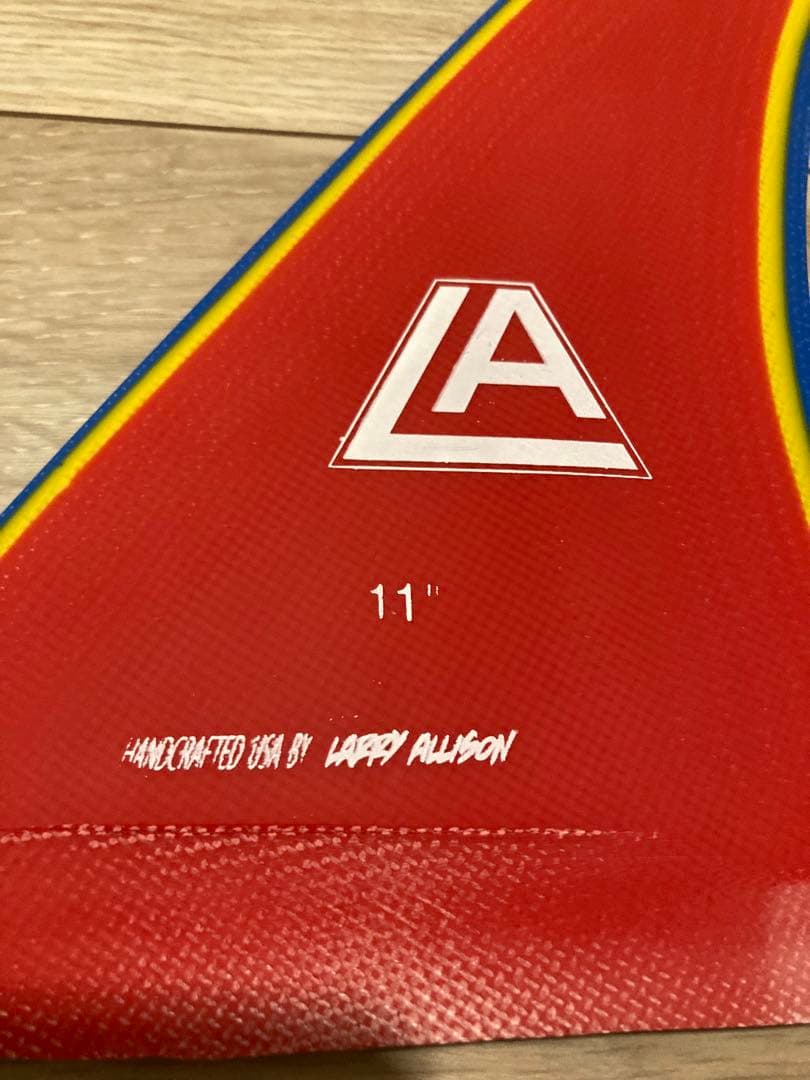 LA
11"
HANDCRAFTED USA BY LARRY ALLISON